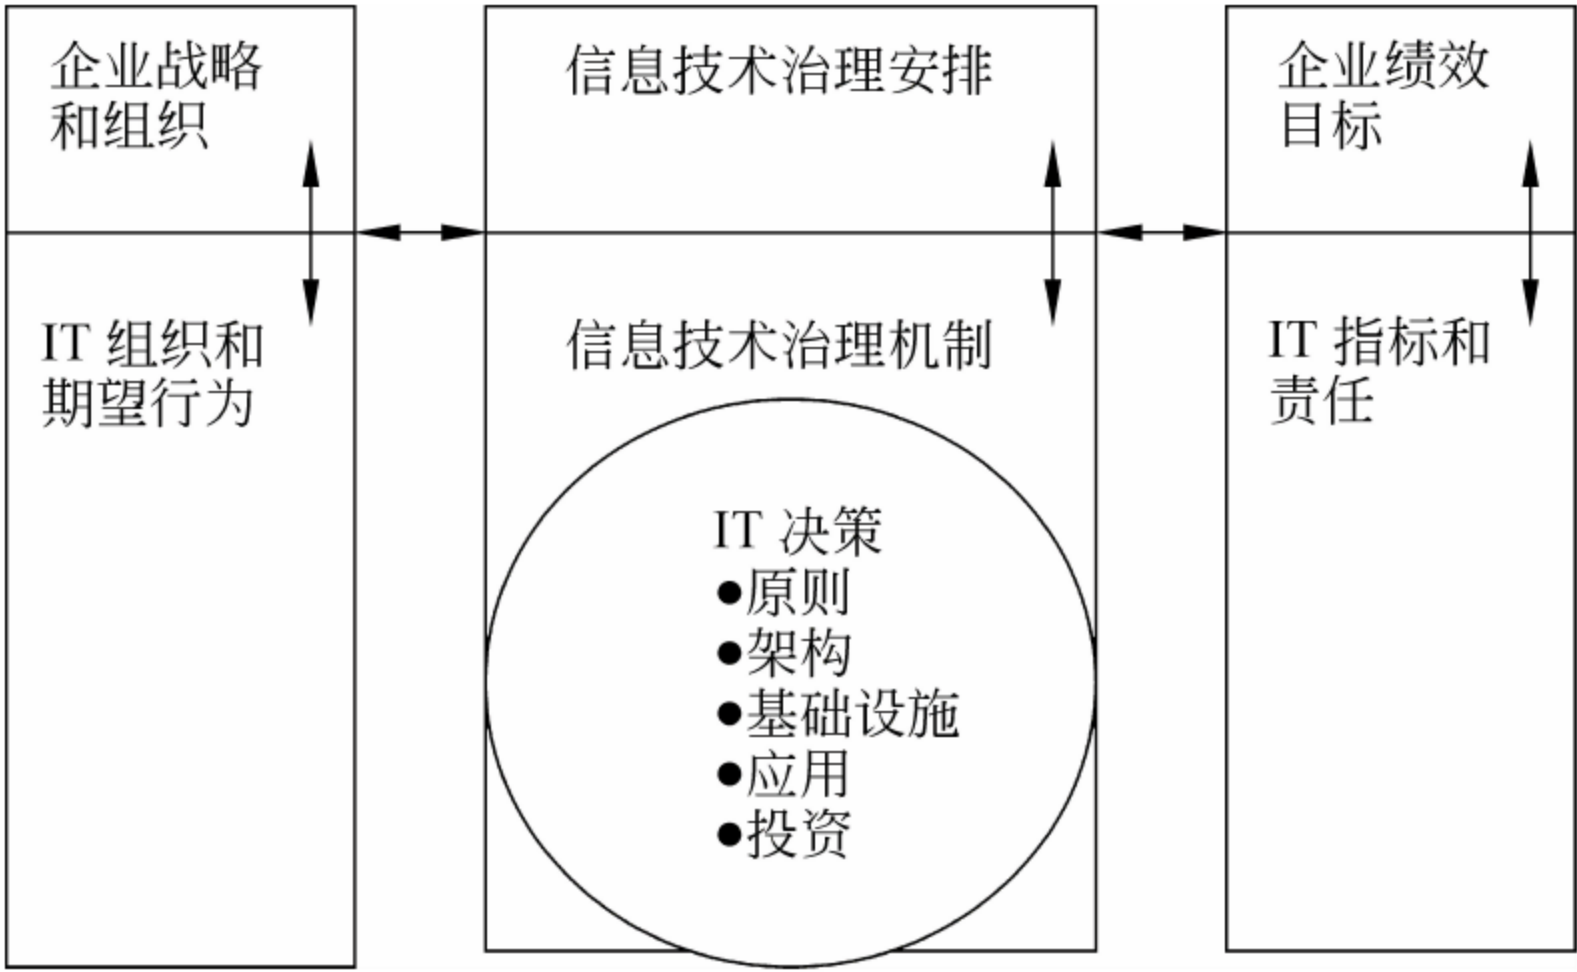 企业战略
和组织
IT 组织和
期望行为
信息技术治理安排
信息技术治理机制
IT 决策
●原则
●架构
●基础设施
●应用
●投资
企业绩效
目标
IT 指标和
责任